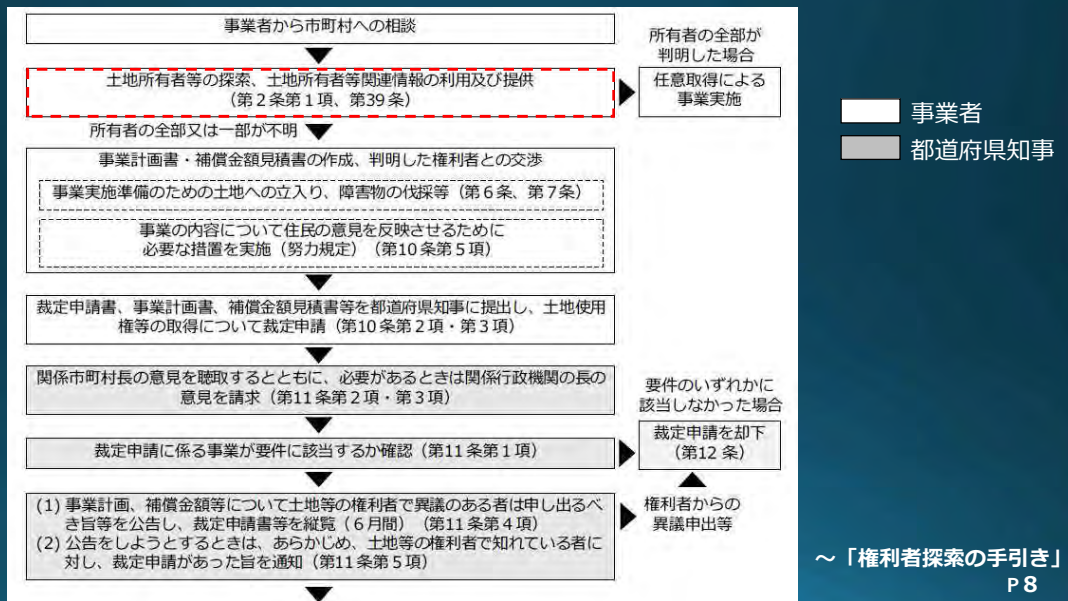 事業者から市町村への相談
所有者の全部が
判明した場合
土地所有者等の探索、土地所有者等関連情報の利用及び提供
(第2条第1項、第39条)
任意取得による
事業実施
所有者の全部又は一部が不明
事業計画書・補償金額見積書の作成、判明した権利者との交渉
事業実施準備のための土地への立入り、障害物の伐採等(第6条、第7条)
事業の内容について住民の意見を反映させるために
必要な措置を実施(努力規定)(第10条第5項)
裁定申請書、事業計画書、補償金額見積書等を都道府県知事に提出し、土地使用
権等の取得について裁定申請(第10条第2項・第3項)
関係市町村長の意見を聴取するとともに、必要があるときは関係行政機関の長の
意見を請求(第11条第2項・第3項)
要件のいずれかに
該当しなかった場合
裁定申請に係る事業が要件に該当するか確認(第11条第1項)
裁定申請を却下
(第12条)
(1) 事業計画、補償金額等について土地等の権利者で異議のある者は申し出るべ
き旨等を公告し、裁定申請書等を縦覧(6月間)(第11条第4項)
(2) 公告をしようとするときは、あらかじめ、土地等の権利者で知れている者に
対し、裁定申請があった旨を通知(第11条第5項)
権利者からの
異議申出等
事業者
都道府県知事
~「権利者探索の手引き」
P8